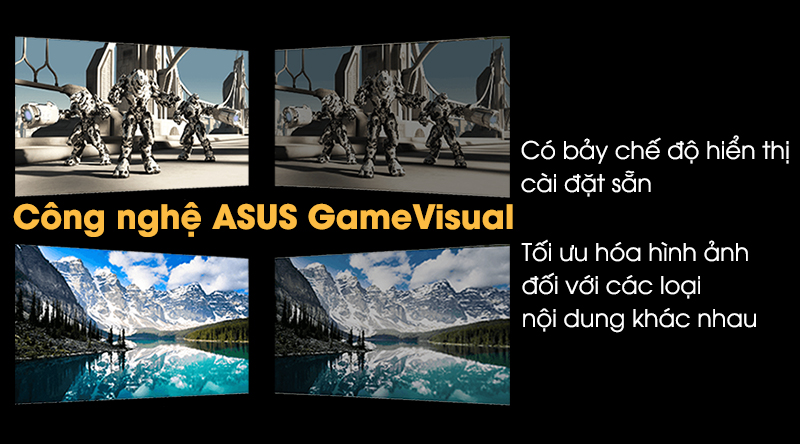 Có bảy chế độ hiển thị
cài đặt sẵn
Công nghệ ASUS GameVisual
Tối ưu hóa hình ảnh
đối với các loại
nội dung khác nhau